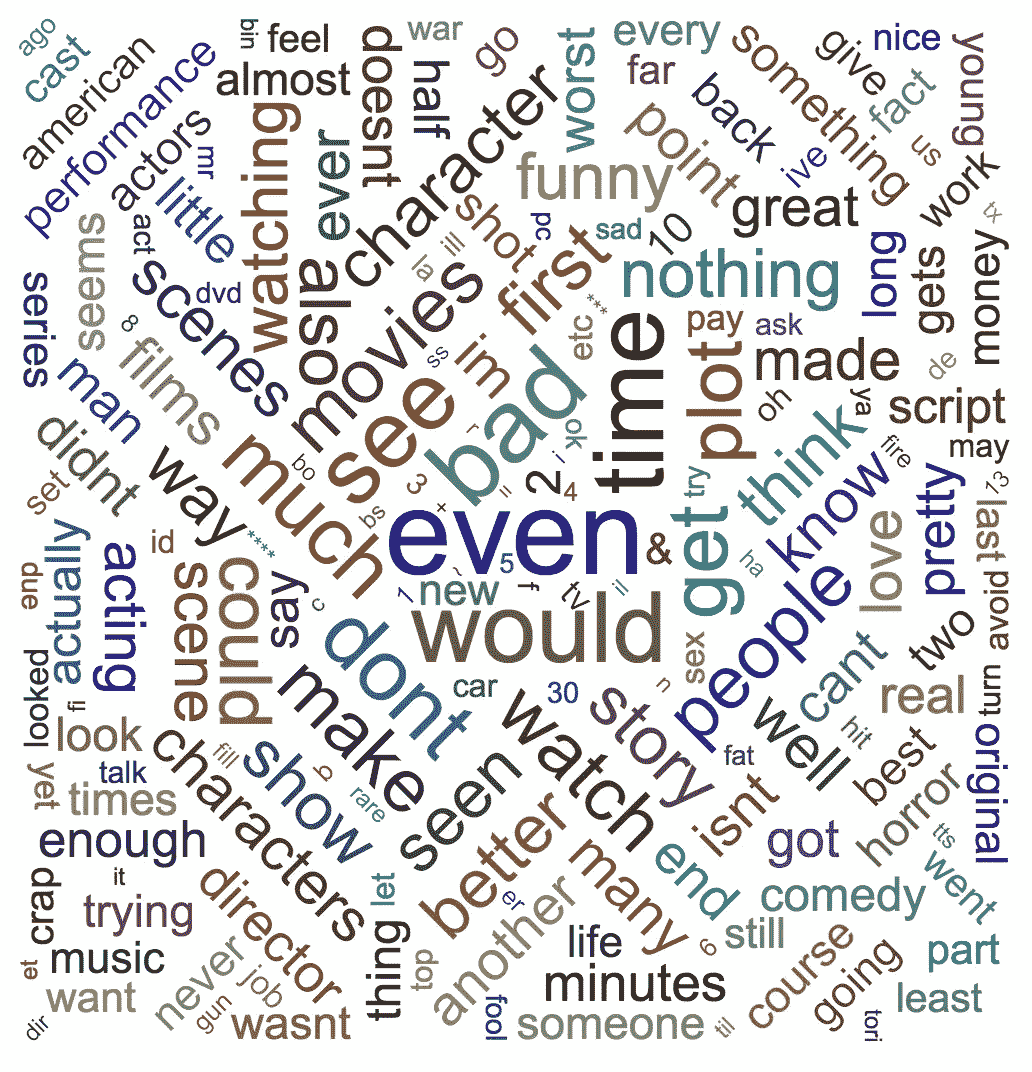 ago
cast
american
performance
bin
feel
almost
doesnt
war
half
go
worst
every
far
something
give
nice
fact
young
back
ive
us
work
tx
actors
mr
little
act
watching
ever
character
funny
point
great
money
seems
scenes
dvd
also
la
ill
shot
pc
sad
10
first
nothing
long
gets
series
8
films
man
movies
ss
im
etc
***
time
pay
ask
plot
made
oh
ya
de
script
may
didnt
set
way
much
bo
see
bad
r
ok
i
3
=
2
4
try
think
know
fire
pretty
13
last
actually
id
****
bs
+
even
&
get
ha
love
avoid
dup
acting
scene
could
say
c
1
new
~
5
f
tv
il
would
sex
people
cant
two
looked
fi
look
make
dont
car
30
n
story
well
hit
real
turn
original
yet
talk
times
characters
fill
show
b
rare
seen
watch
fat
isnt
best
horror
tts
enough
it
crap
trying
director
let
better
er
many
end
got
comedy
went
et
music
want
dir
never
job
gun
wasnt
thing
top
another
fool
life
minutes
someone
6
still
til
course
going
tori
part
least